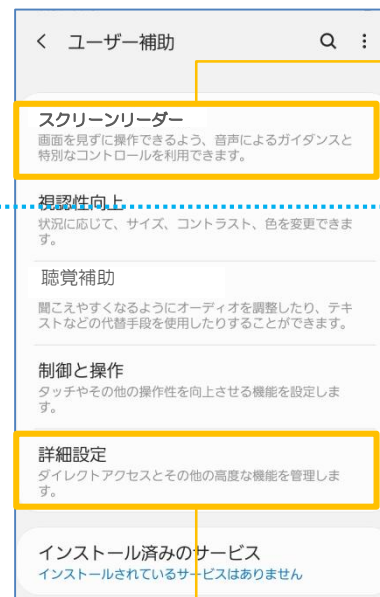 ユーザー補助
スクリーンリーダー
画面を見ずに操作できるよう、音声によるガイダンスと
特別なコントロールを利用できます。
視認性向上
状況に応じて、サイズ、コントラスト、色を変更できま
す。
聴覚補助
聞こえやすくなるようにオーディオを調整したり、テキ
ストなどの代替手段を使用したりすることができます。
制御と操作
タッチやその他の操作性を向上させる機能を設定しま
す。
詳細設定
ダイレクトアクセスとその他の高度な機能を管理しま
す。
インストール済みのサービス
インストールされているサービスはありません